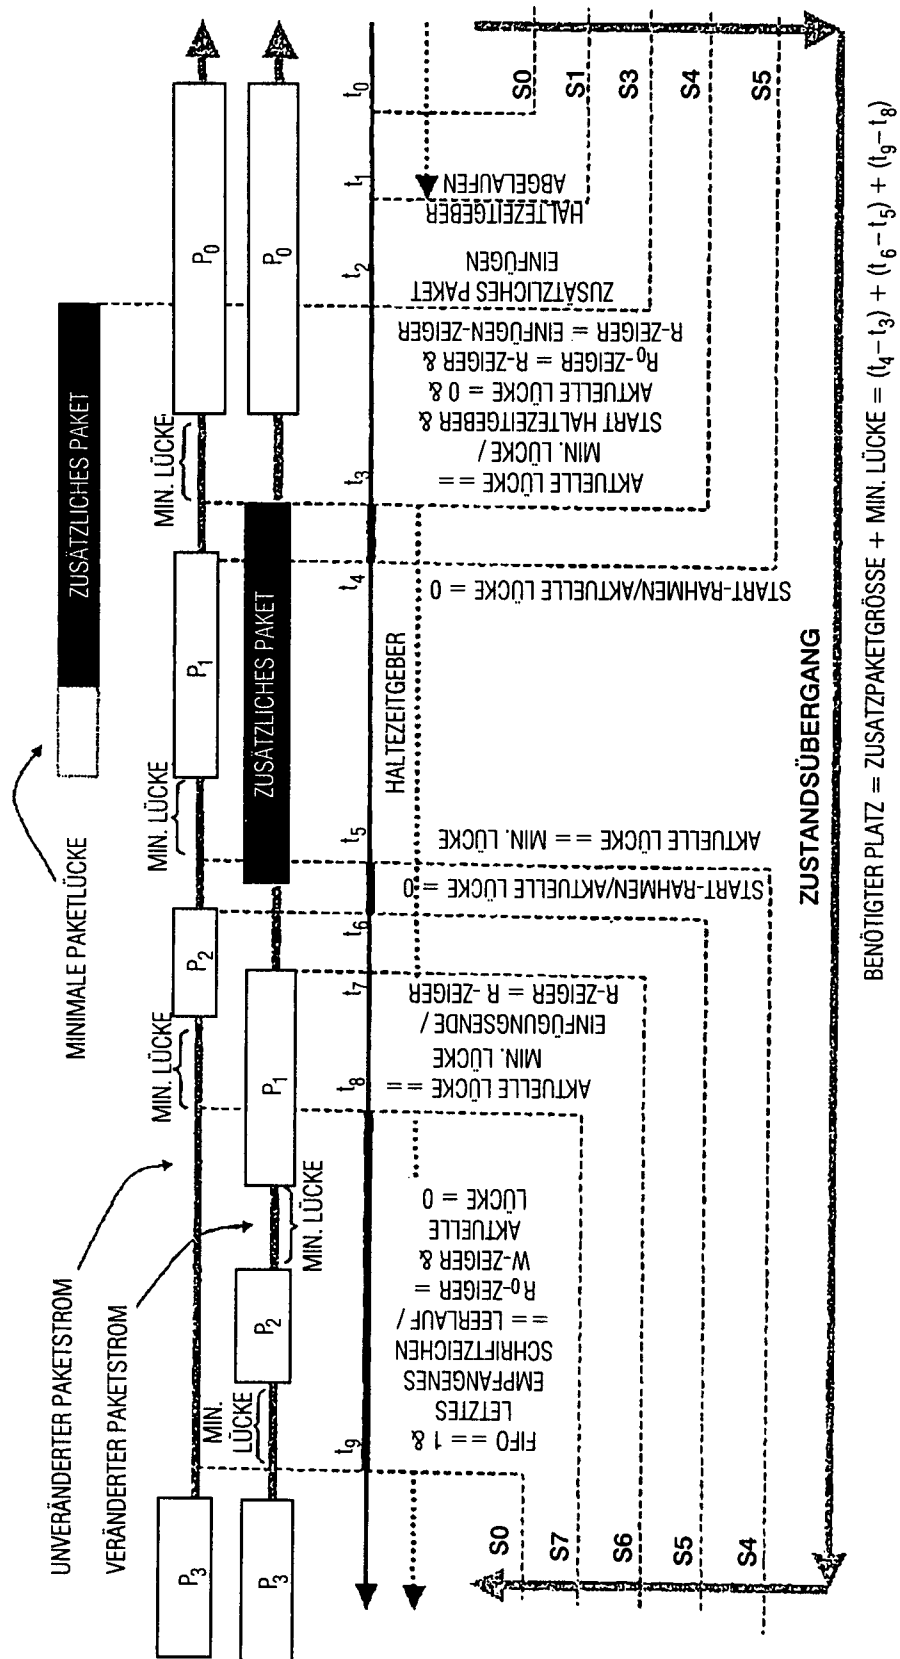 UNVERÄNDERTER PAKETSTROM
VERÄNDERTER PAKETSTROM
MINIMALE PAKETLÜCKE
ZUSÄTZLICHES PAKET
P3
MIN. LÜCKE
P2
MIN. LÜCKE
P1
MIN. LÜCKE
P0
P3
MIN.
LÜCKE
P2
MIN. LÜCKE
P1
ZUSÄTZLICHES PAKET
P0
t9
t8
t7
t6
t5
t4
t3
t2
t1
t0
HALTEZEITGEBER
FIFO == 1 &
LETZTES
EMPFANGENES
SCHRIFTZEICHEN
== LEERLAUF /
R0-ZEIGER =
W-ZEIGER &
AKTUELLE
LÜCKE = 0
AKTUELLE LÜCKE ==
MIN. LÜCKE
EINFÜGUNGSENDE/
R-ZEIGER = R -ZEIGER
START-RAHMEN/AKTUELLE LÜCKE = 0
AKTUELLE LÜCKE == MIN. LÜCKE
START-RAHMEN/AKTUELLE LÜCKE = 0
AKTUELLE LÜCKE ==
MIN. LÜCKE /
START HALTEZEITGEBER &
AKTUELLE LÜCKE = 0 &
R0-ZEIGER = R-ZEIGER &
R-ZEIGER = EINFÜGEN-ZEIGER
ZUSÄTZLICHES PAKET
EINFÜGEN
HALTEZEITGEBER
ABGELAUFEN
S0
S7
S6
S5
S4
S0
S1
S3
S4
S5
ZUSTANDSÜBERGANG
BENÖTIGTER PLATZ = ZUSATZPAKETGRÖSSE + MIN. LÜCKE = (t4−t3) + (t6−t5) + (t9−t8)